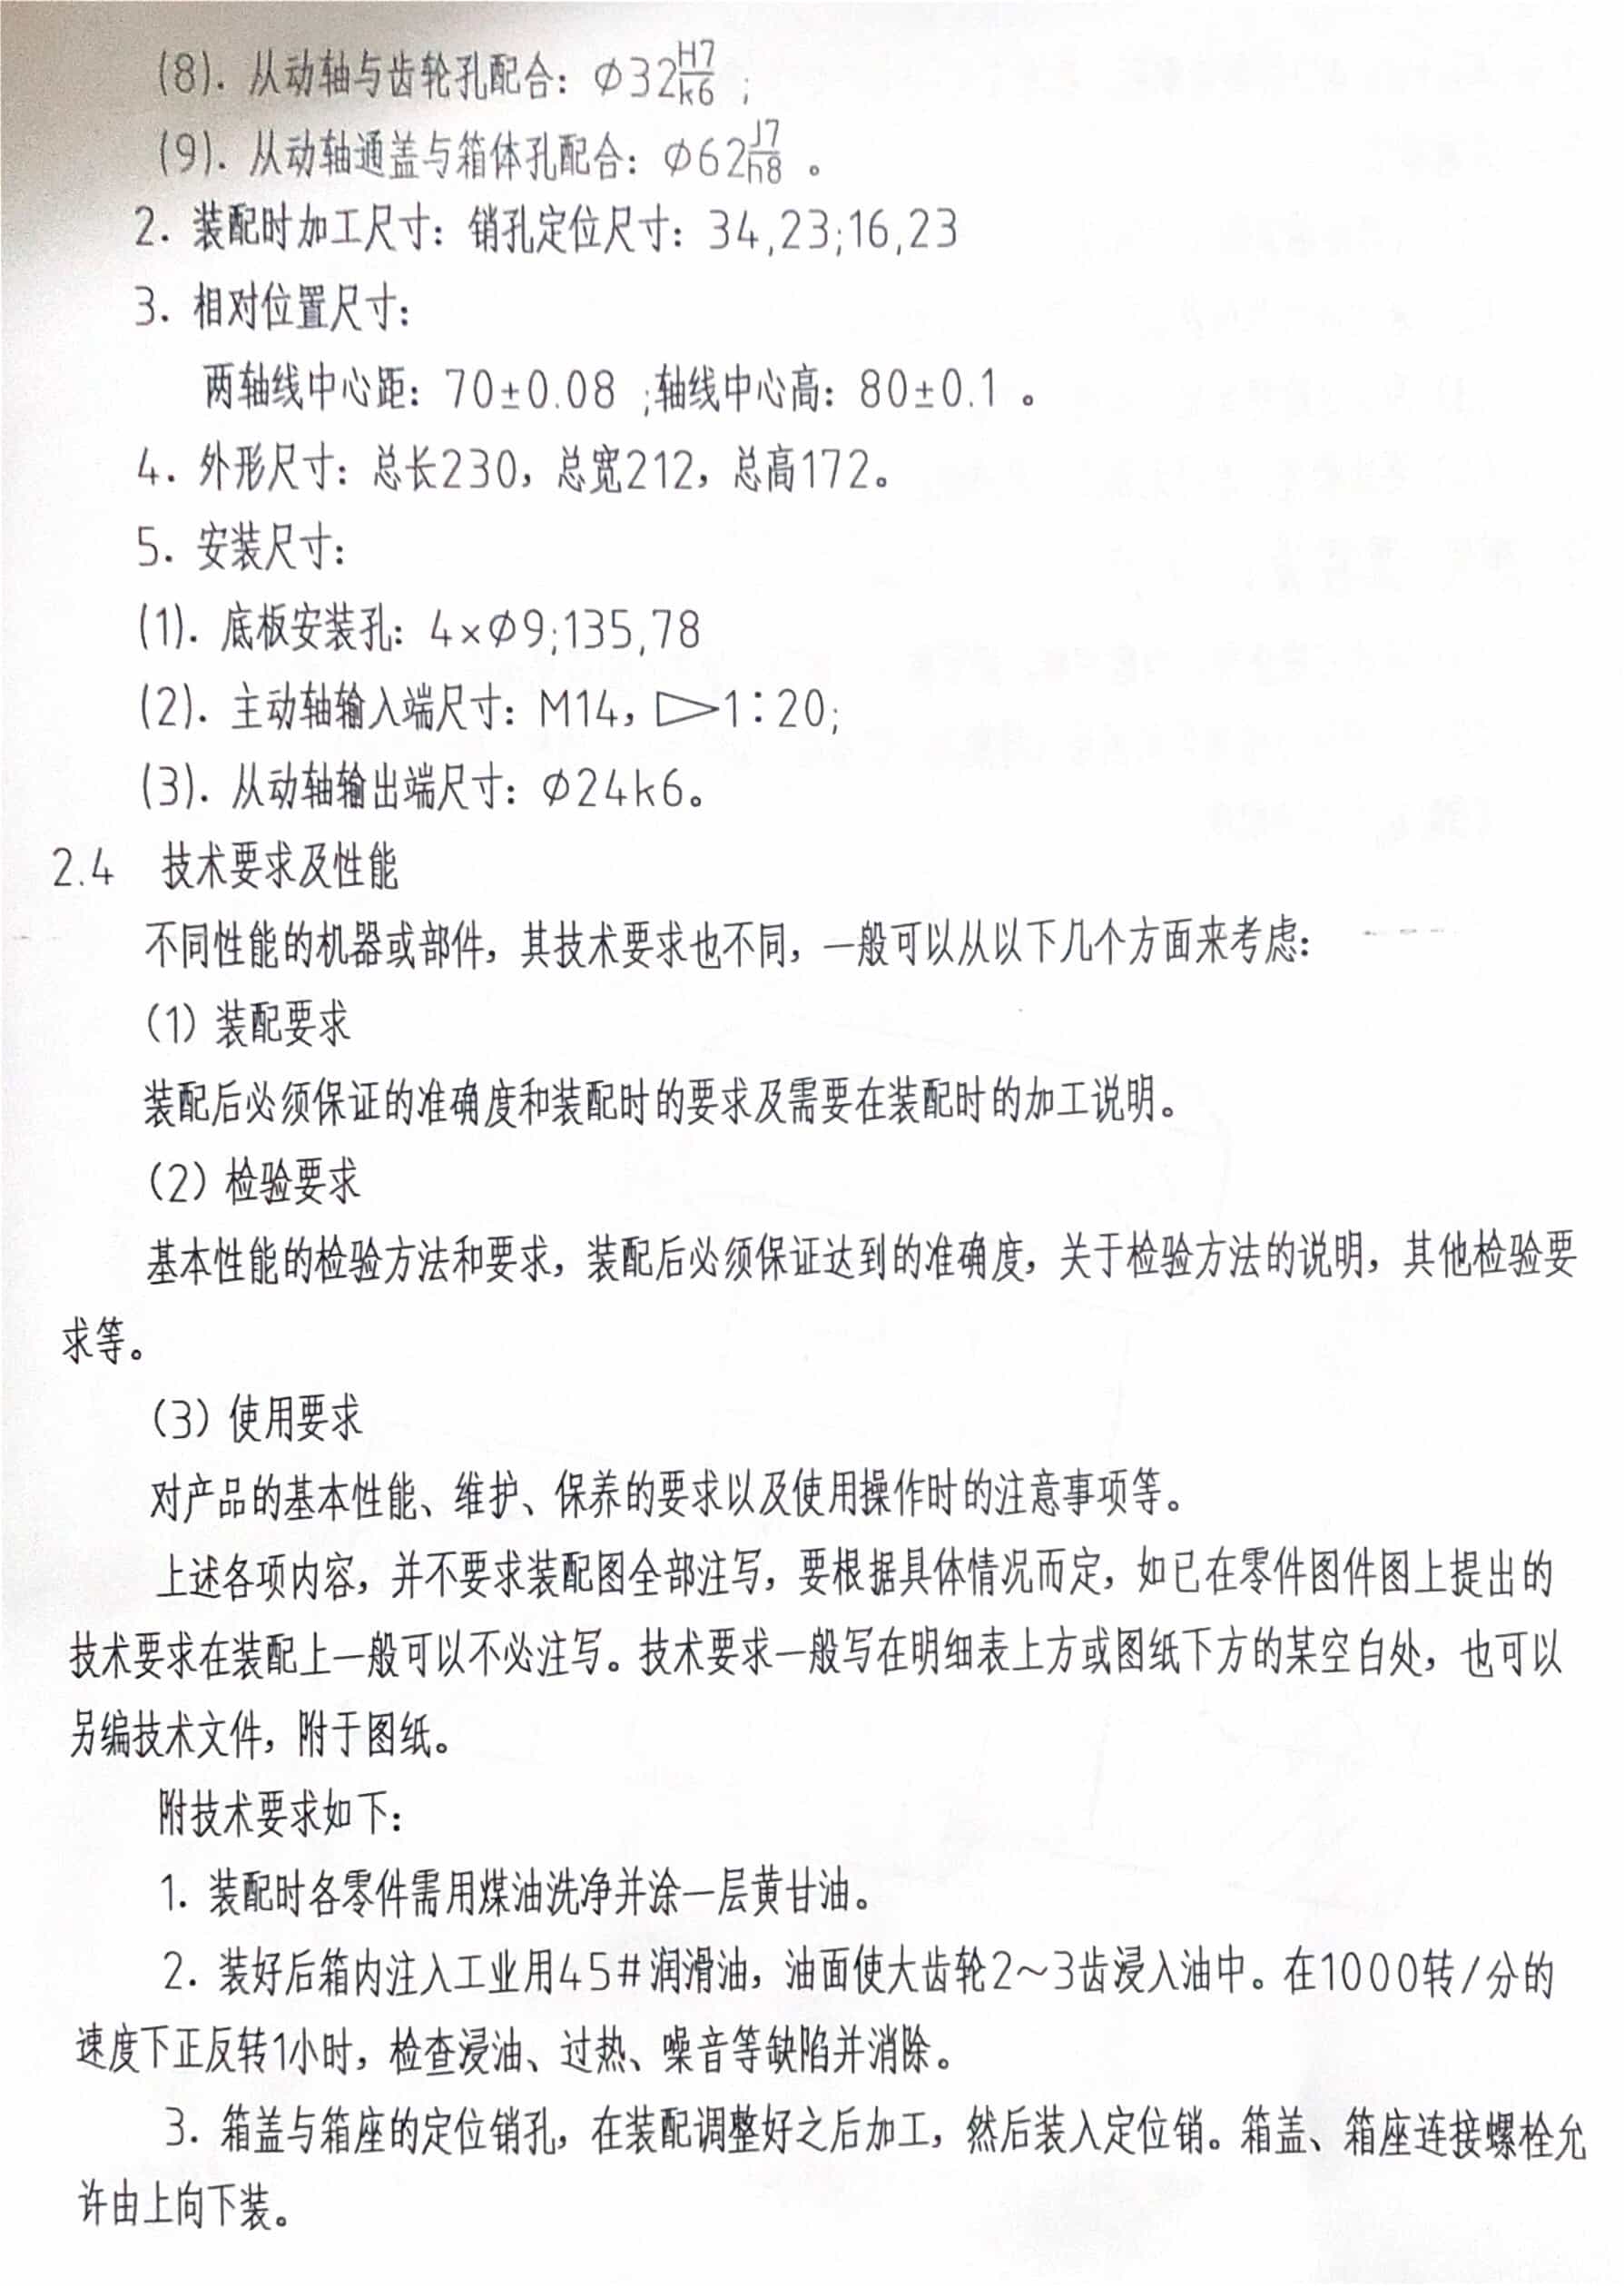 (8). 从动轴与齿轮孔配合: Ø32H7/k6 ;
(9). 从动轴通盖与箱体孔配合: Ø62J7/h8 。
2. 装配时加工尺寸: 销孔定位尺寸: 34,23;16,23
3. 相对位置尺寸:
两轴线中心距: 70±0.08 ;轴线中心高: 80±0.1 。
4. 外形尺寸: 总长230, 总宽212, 总高172。
5. 安装尺寸:
(1). 底板安装孔: 4×Ø9;135,78
(2). 主动轴输入端尺寸: M14, ▷1:20;
(3). 从动轴输出端尺寸: Ø24k6。
2.4 技术要求及性能
不同性能的机器或部件, 其技术要求也不同, 一般可以从以下几个方面来考虑:
(1) 装配要求
装配后必须保证的准确度和装配时的要求及需要在装配时的加工说明。
(2) 检验要求
基本性能的检验方法和要求, 装配后必须保证达到的准确度, 关于检验方法的说明, 其他检验要
求等。
(3) 使用要求
对产品的基本性能、维护、保养的要求以及使用操作时的注意事项等。
上述各项内容, 并不要求装配图全部注写, 要根据具体情况而定, 如已在零件图件图上提出的
技术要求在装配上一般可以不必注写。技术要求一般写在明细表上方或图纸下方的某空白处, 也可以
另编技术文件, 附于图纸。
附技术要求如下:
1. 装配时各零件需用煤油洗净并涂一层黄甘油。
2. 装好后箱内注入工业用45#润滑油, 油面使大齿轮2~3齿浸入油中。在1000转/分的
速度下正反转1小时, 检查浸油、过热、噪音等缺陷并消除。
3. 箱盖与箱座的定位销孔, 在装配调整好之后加工, 然后装入定位销。箱盖、箱座连接螺栓允
许由上向下装。